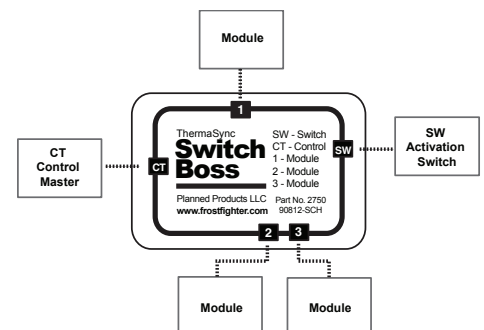 Module
1
ThermaSync
Switch
Boss
SW - Switch
CT - Control
1 - Module
2 - Module
3 - Module
CT
Control
Master
CT
SW
SW
Activation
Switch
Planned Products LLC
www.frostfighter.com
Part No. 2750
90812-SCH
2
3
Module
Module